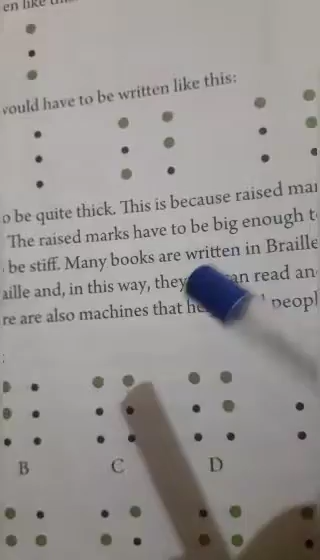 en like
would have to be written like this:
o be quite thick. This is because raised mar
The raised marks have to be big enough t
be stiff. Many books are written in Braille
aille and, in this way, they can read an
re are also machines that peopl
B C D